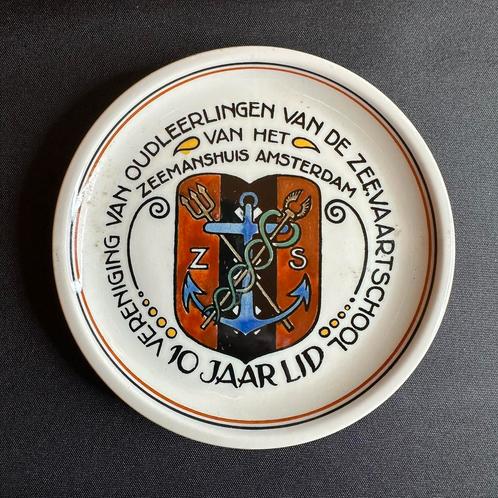 VERENIGING VAN OUDLEERLINGEN VAN DE ZEEVAARTSCHOOL
VAN HET
ZEEMANSHUIS AMSTERDAM
Z S
10 JAAR LID